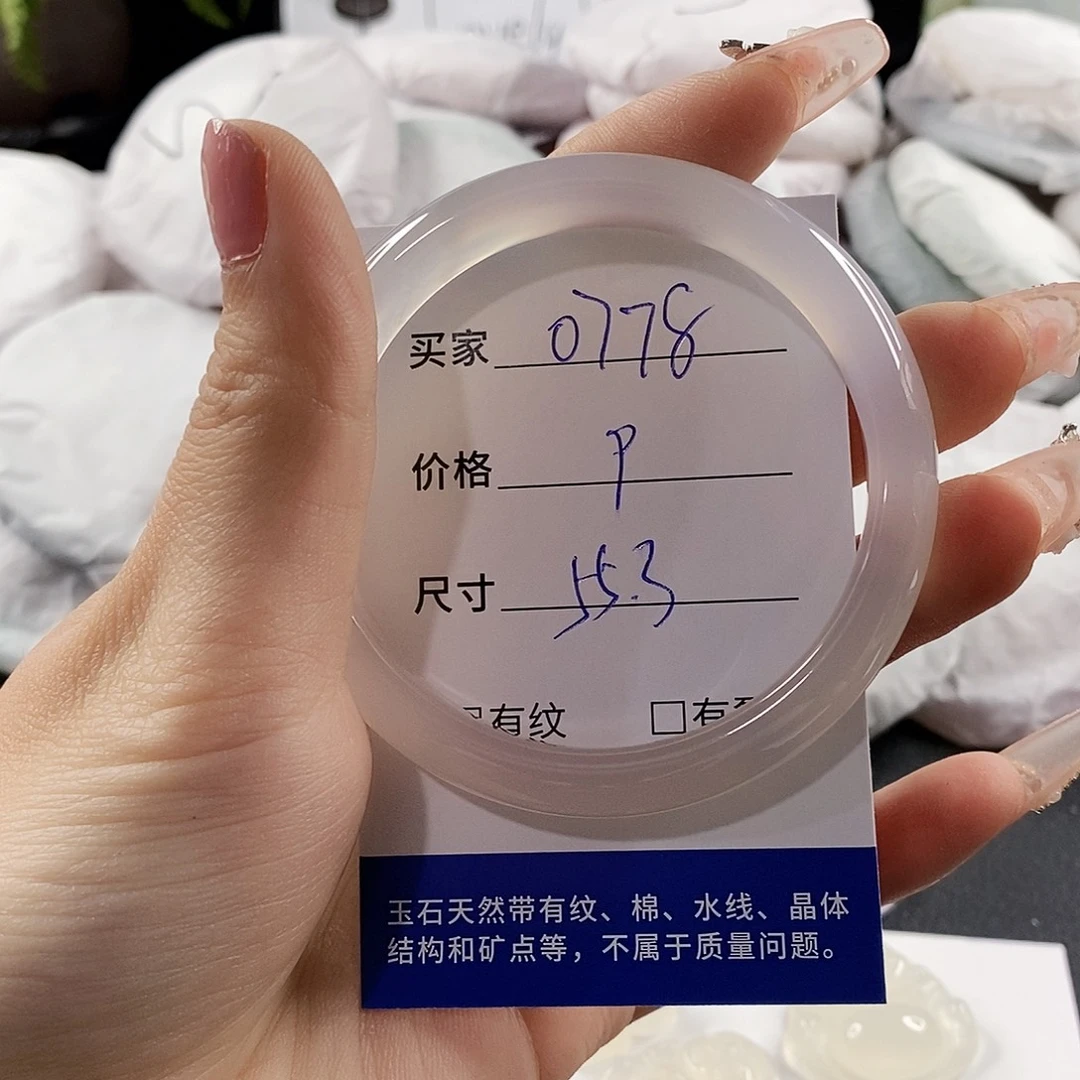 买家 0778
价格 P
尺寸 55.3
有纹 □有
玉石天然带有纹、棉、水线、晶体
结构和矿点等，不属于质量问题。